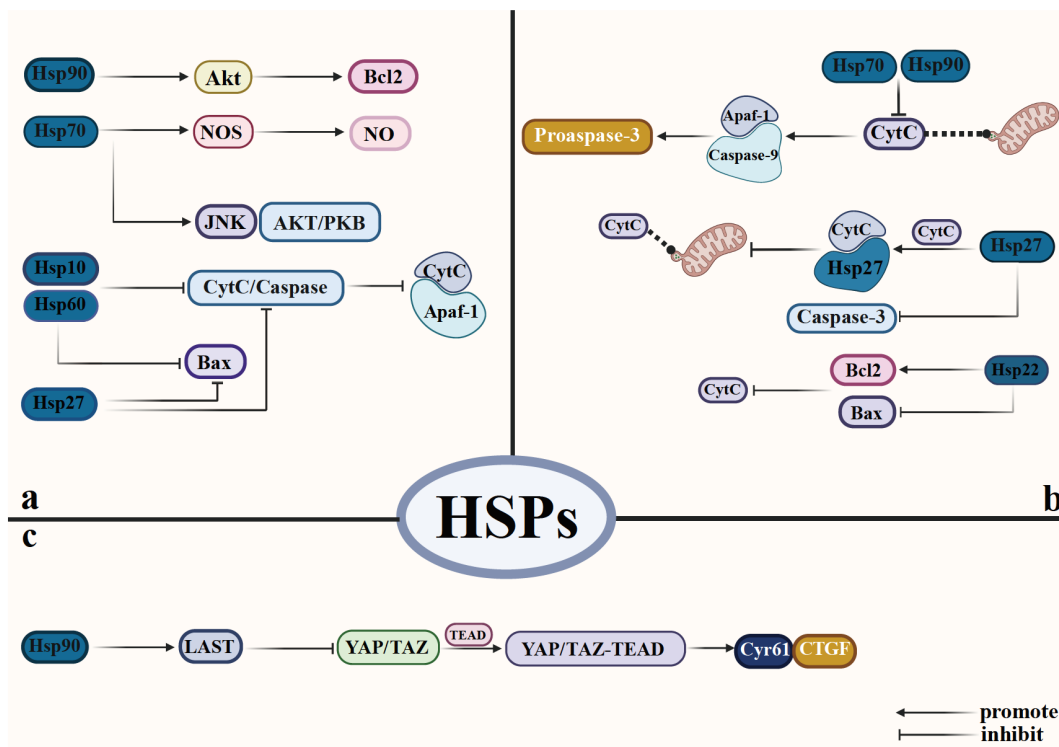 Hsp90
Akt
Bcl2
Hsp70
NOS
NO
JNK
AKT/PKB
Hsp10
Hsp60
CytC/Caspase
CytC
Apaf-1
Bax
Hsp27
a
Hsp70
Hsp90
Proaspase-3
Apaf-1
Caspase-9
CytC
CytC
CytC
Hsp27
CytC
Hsp27
Caspase-3
CytC
Bcl2
Bax
Hsp22
b
HSPs
c
Hsp90
LAST
YAP/TAZ
TEAD
YAP/TAZ-TEAD
Cyr61
CTGF
promote
inhibit